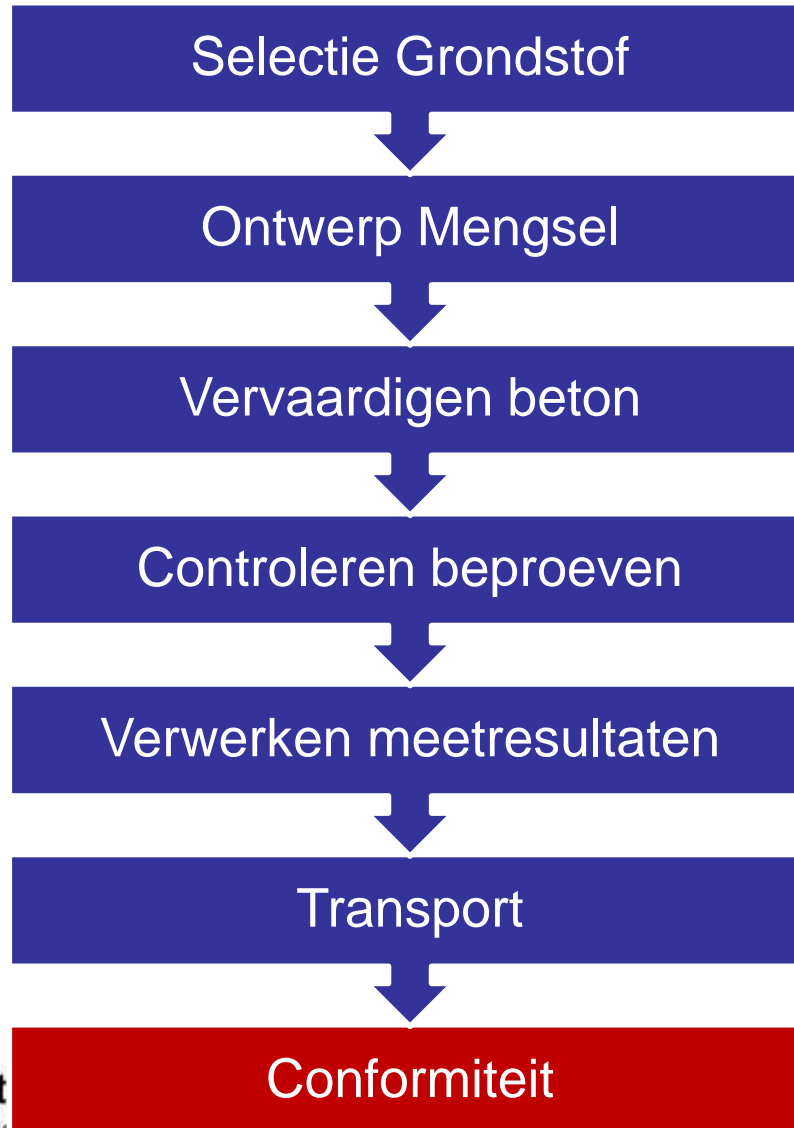 Selectie Grondstof
Ontwerp Mengsel
Vervaardigen beton
Controleren beproeven
Verwerken meetresultaten
Transport
Conformiteit